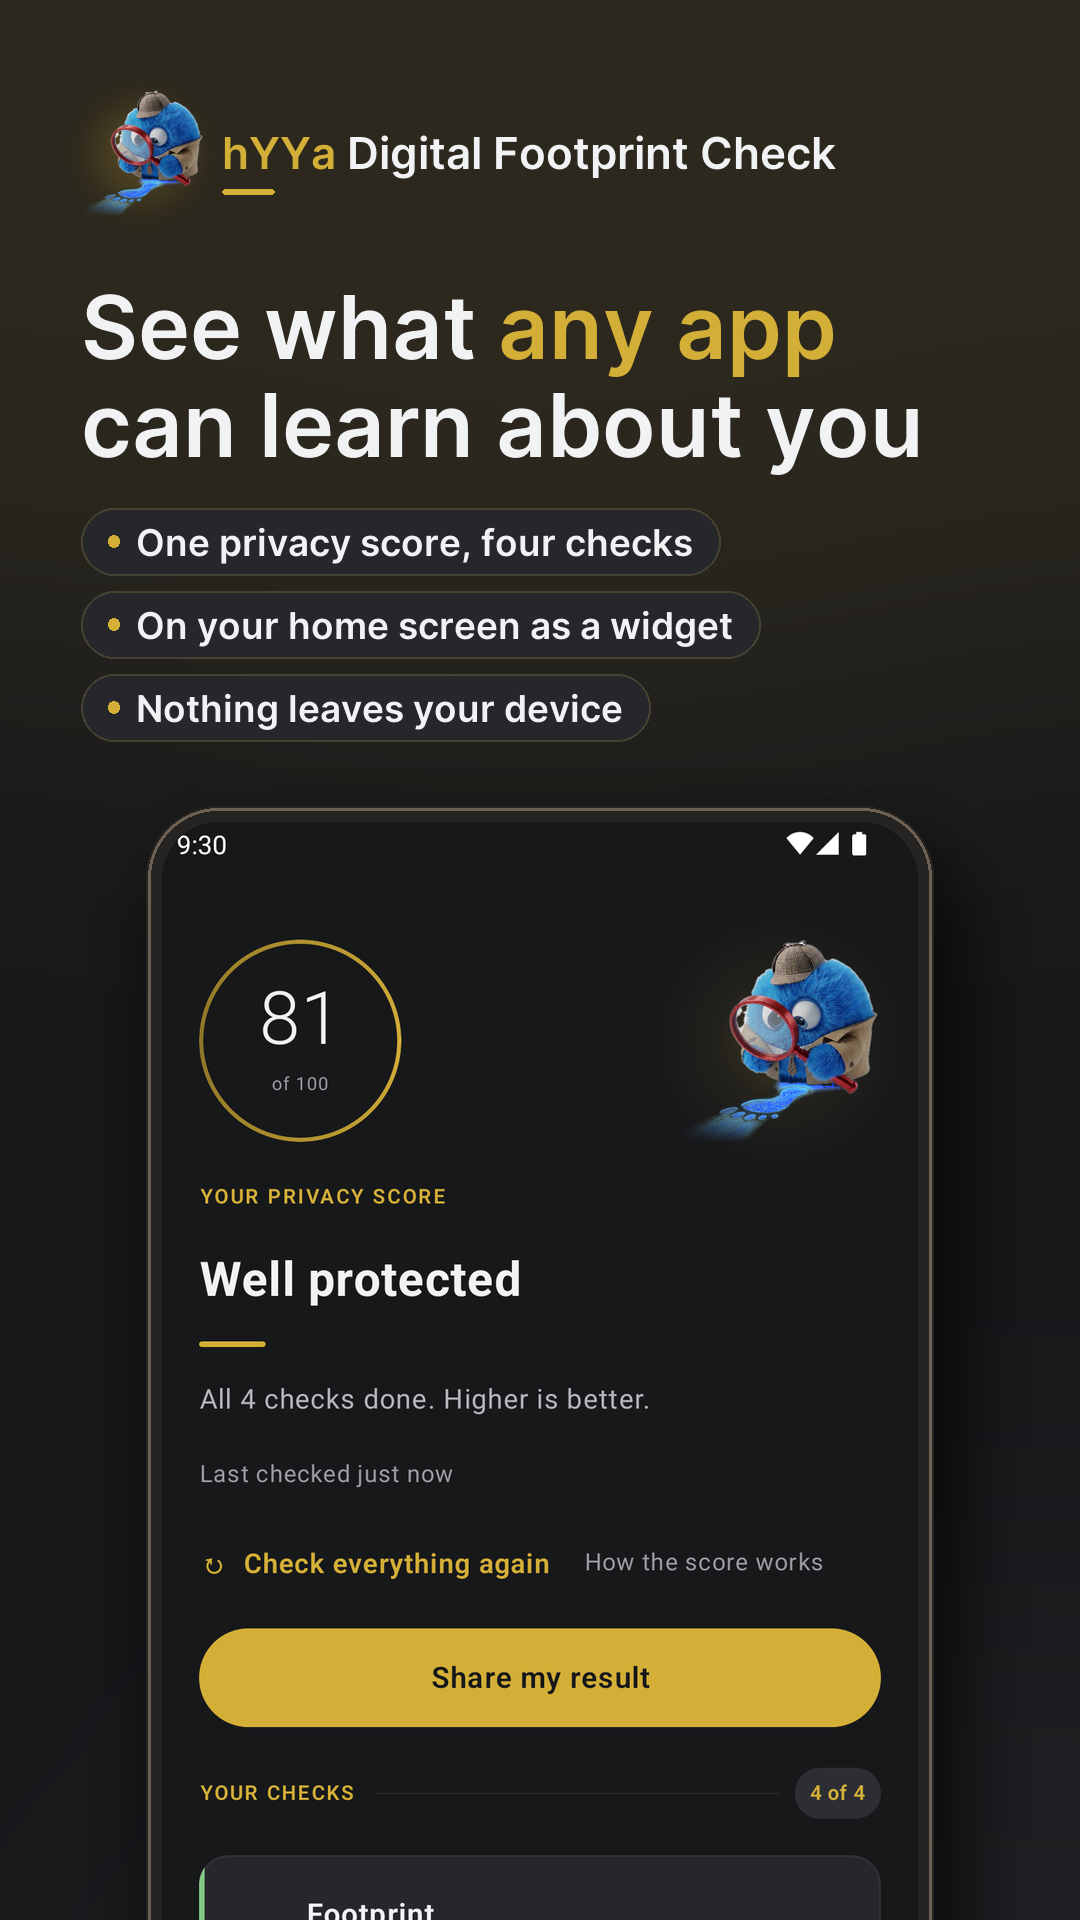 hYYa Digital Footprint Check
See what any app
can learn about you
One privacy score, four checks
On your home screen as a widget
Nothing leaves your device
9:30
81
of 100
YOUR PRIVACY SCORE
Well protected
All 4 checks done. Higher is better.
Last checked just now
↻ Check everything again How the score works
Share my result
YOUR CHECKS 4 of 4
Footprint